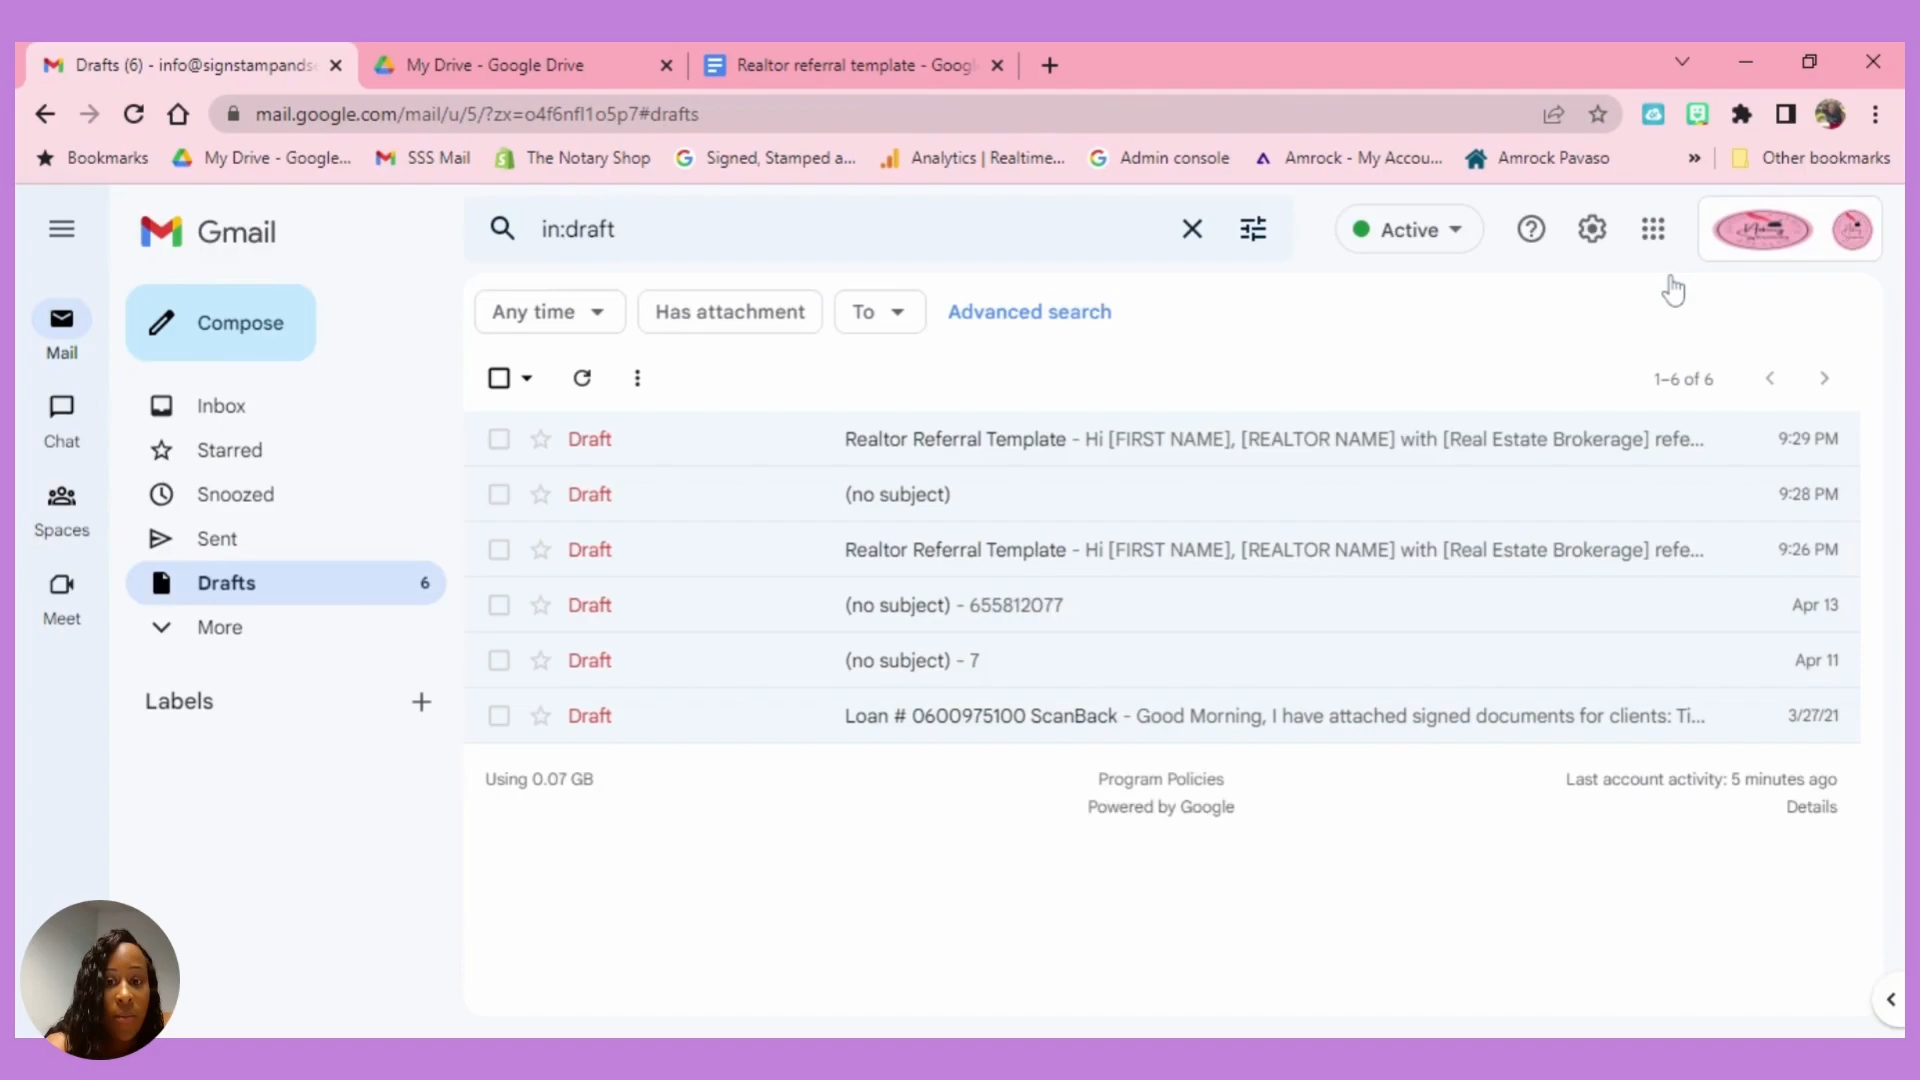 Drafts (6) - info@signstampands
My Drive - Google Drive
Realtor referral template - Goog
mail.google.com/mail/u/5/?zx=o4f6nfl1o5p7#drafts
Bookmarks
My Drive - Google...
SSS Mail
The Notary Shop
Signed, Stamped a...
Analytics | Realtime...
Admin console
Amrock - My Accou...
Amrock Pavaso
Other bookmarks
Gmail
in:draft
Active
Compose
Any time
Has attachment
To
Advanced search
Mail
Chat
Spaces
Meet
Inbox
Starred
Snoozed
Sent
Drafts 6
More
Labels
1–6 of 6
Draft Realtor Referral Template - Hi [FIRST NAME], [REALTOR NAME] with [Real Estate Brokerage] refe... 9:29 PM
Draft (no subject) 9:28 PM
Draft Realtor Referral Template - Hi [FIRST NAME], [REALTOR NAME] with [Real Estate Brokerage] refe... 9:26 PM
Draft (no subject) - 655812077 Apr 13
Draft (no subject) - 7 Apr 11
Draft Loan # 0600975100 ScanBack - Good Morning, I have attached signed documents for clients: Ti... 3/27/21
Using 0.07 GB
Program Policies
Powered by Google
Last account activity: 5 minutes ago
Details